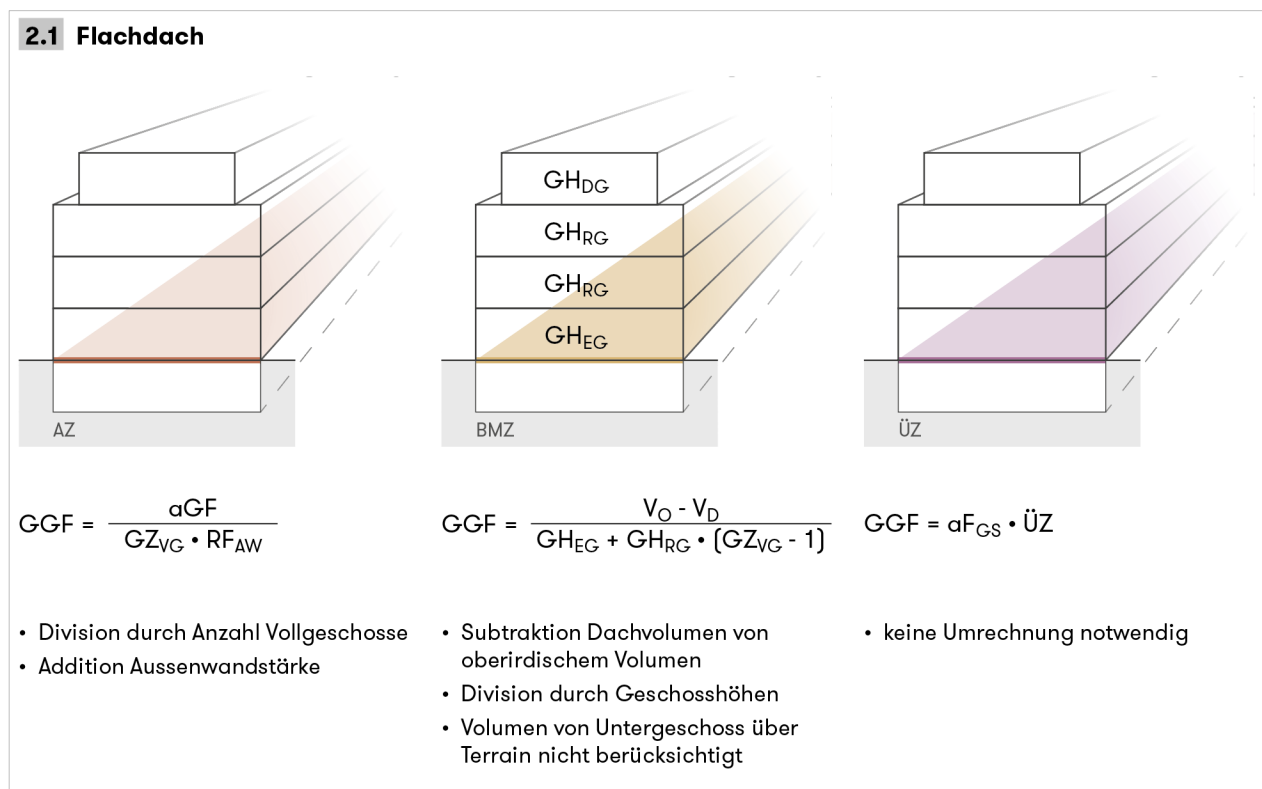 2.1 Flachdach
GH_DG
GH_RG
GH_RG
GH_EG
AZ
BMZ
ÜZ
GGF = aGF / GZ_VG • RF_AW
GGF = V_O - V_D / GH_EG + GH_RG • (GZ_VG - 1)
GGF = aF_GS • ÜZ
• Division durch Anzahl Vollgeschosse
• Addition Aussenwandstärke
• Subtraktion Dachvolumen von
oberirdischem Volumen
• Division durch Geschosshöhen
• Volumen von Untergeschoss über
Terrain nicht berücksichtigt
• keine Umrechnung notwendig